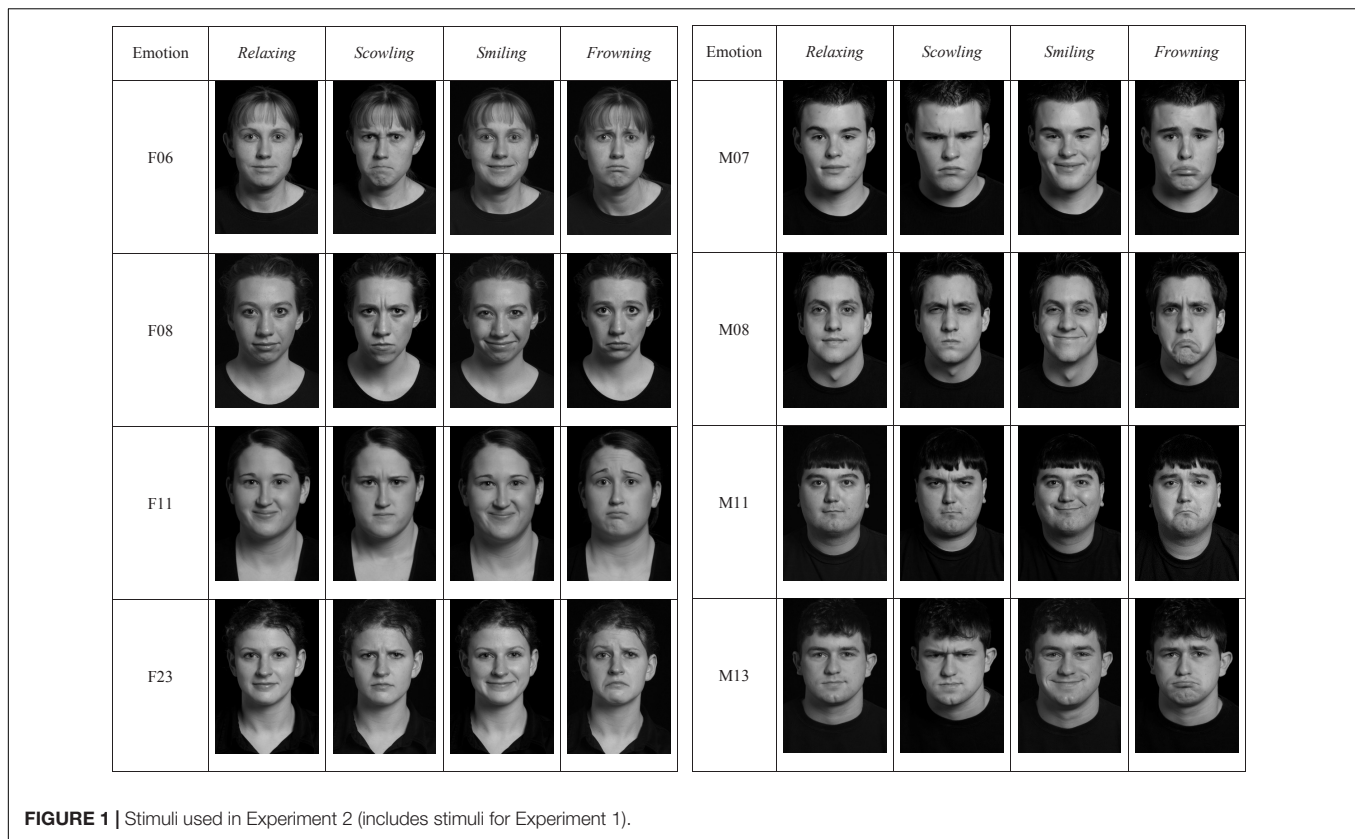 Emotion Relaxing Scowling Smiling Frowning
F06
F08
F11
F23
Emotion Relaxing Scowling Smiling Frowning
M07
M08
M11
M13
FIGURE 1 | Stimuli used in Experiment 2 (includes stimuli for Experiment 1).